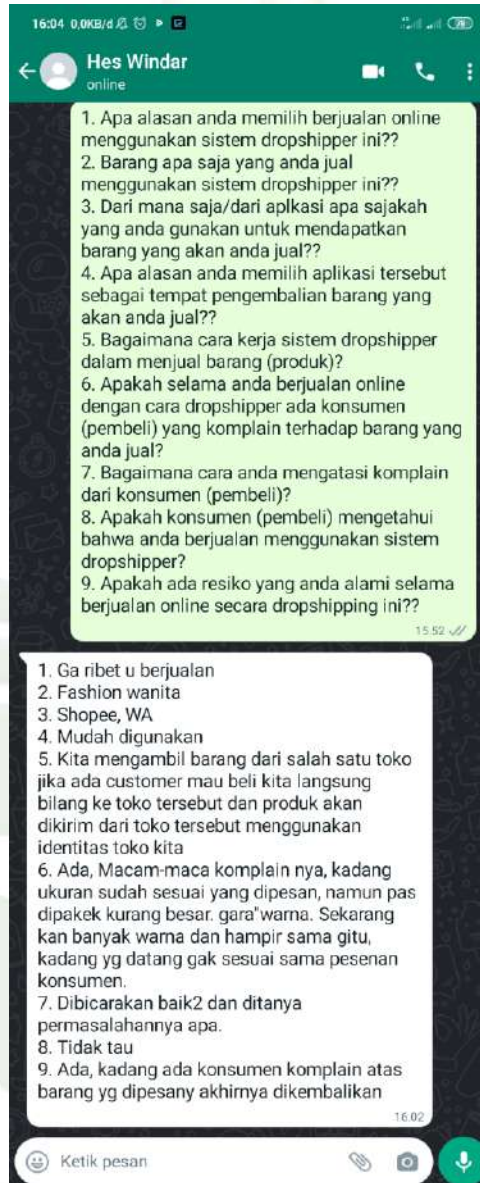 16:04 0,0KB/d
78
Hes Windar
online
1. Apa alasan anda memilih berjualan online
menggunakan sistem dropshipper ini??
2. Barang apa saja yang anda jual
menggunakan sistem dropshipper ini??
3. Dari mana saja/dari aplkasi apa sajakah
yang anda gunakan untuk mendapatkan
barang yang akan anda jual??
4. Apa alasan anda memilih aplikasi tersebut
sebagai tempat pengembalian barang yang
akan anda jual??
5. Bagaimana cara kerja sistem dropshipper
dalam menjual barang (produk)?
6. Apakah selama anda berjualan online
dengan cara dropshipper ada konsumen
(pembeli) yang komplain terhadap barang yang
anda jual?
7. Bagaimana cara anda mengatasi komplain
dari konsumen (pembeli)?
8. Apakah konsumen (pembeli) mengetahui
bahwa anda berjualan menggunakan sistem
dropshipper?
9. Apakah ada resiko yang anda alami selama
berjualan online secara dropshipping ini??
15.52
1. Ga ribet u berjualan
2. Fashion wanita
3. Shopee, WA
4. Mudah digunakan
5. Kita mengambil barang dari salah satu toko
jika ada customer mau beli kita langsung
bilang ke toko tersebut dan produk akan
dikirim dari toko tersebut menggunakan
identitas toko kita
6. Ada, Macam-maca komplain nya, kadang
ukuran sudah sesuai yang dipesan, namun pas
dipakek kurang besar. gara"warna. Sekarang
kan banyak warna dan hampir sama gitu,
kadang yg datang gak sesuai sama pesenan
konsumen.
7. Dibicarakan baik2 dan ditanya
permasalahannya apa.
8. Tidak tau
9. Ada, kadang ada konsumen komplain atas
barang yg dipesany akhirnya dikembalikan
16.02
Ketik pesan